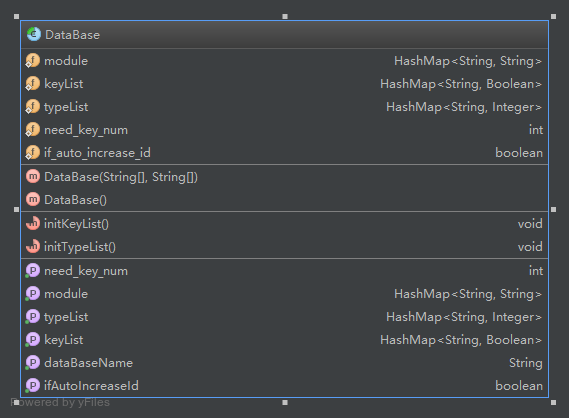 DataBase
module HashMap<String, String>
keyList HashMap<String, Boolean>
typeList HashMap<String, Integer>
need_key_num int
if_auto_increase_id boolean
DataBase(String[], String[])
DataBase()
initKeyList() void
initTypeList() void
need_key_num int
module HashMap<String, String>
typeList HashMap<String, Integer>
keyList HashMap<String, Boolean>
dataBaseName String
ifAutoIncreaseId boolean
Powered by yFiles